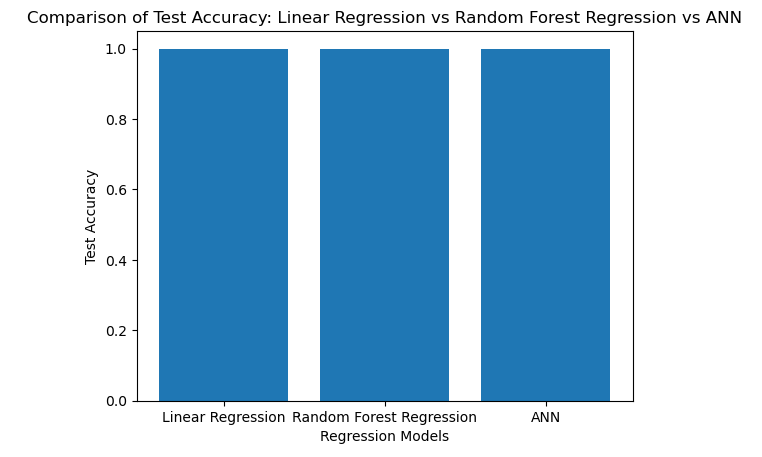 Comparison of Test Accuracy: Linear Regression vs Random Forest Regression vs ANN
1.0
0.8
0.6
0.4
0.2
0.0
Test Accuracy
Linear Regression Random Forest Regression ANN
Regression Models